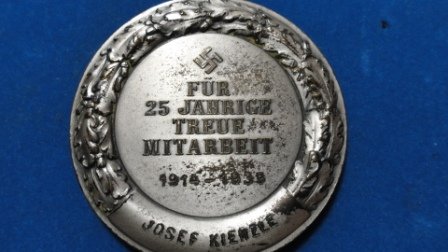 FÜR
25 JÄHRIGE
TREUE
MITARBEIT
1914-1939
JOSEF KIENZLE